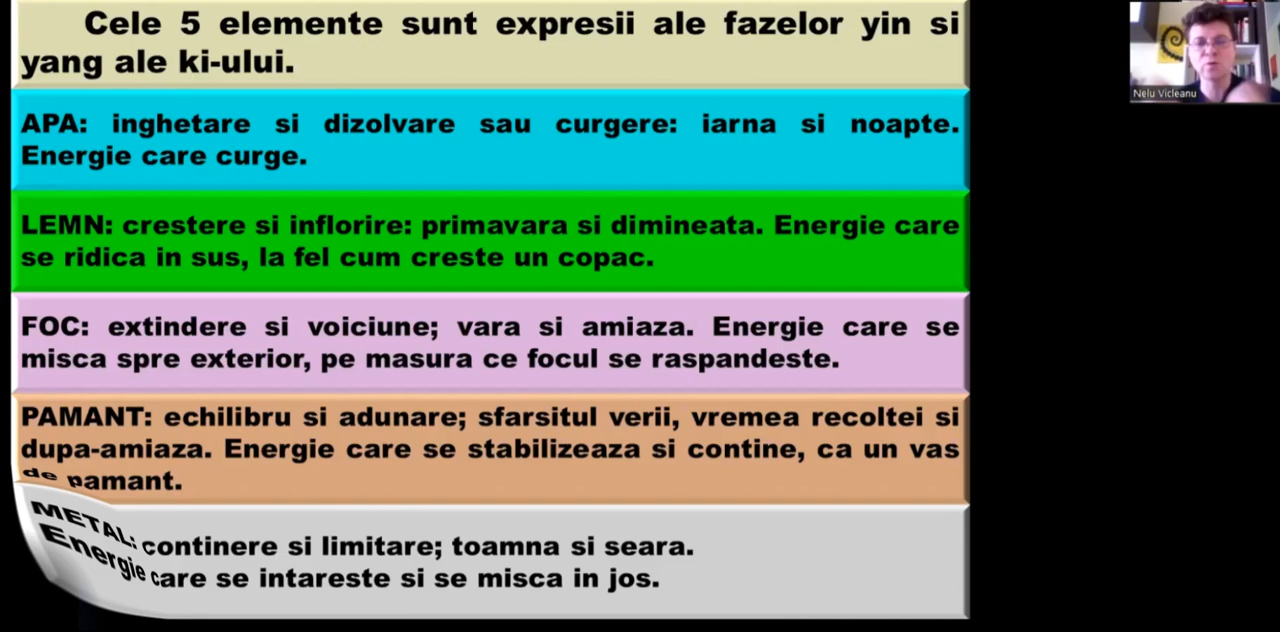 Cele 5 elemente sunt expresii ale fazelor yin si
yang ale ki-ului.
APA: inghetare si dizolvare sau curgere: iarna si noapte.
Energie care curge.
LEMN: crestere si inflorire: primavara si dimineata. Energie care
se ridica in sus, la fel cum creste un copac.
FOC: extindere si voiciune; vara si amiaza. Energie care se
misca spre exterior, pe masura ce focul se raspandeste.
PAMANT: echilibru si adunare; sfarsitul verii, vremea recoltei si
dupa-amiaza. Energie care se stabilizeaza si contine, ca un vas
de pamant.
METAL: continere si limitare; toamna si seara.
Energie care se intareste si se misca in jos.
Nelu Vicleanu